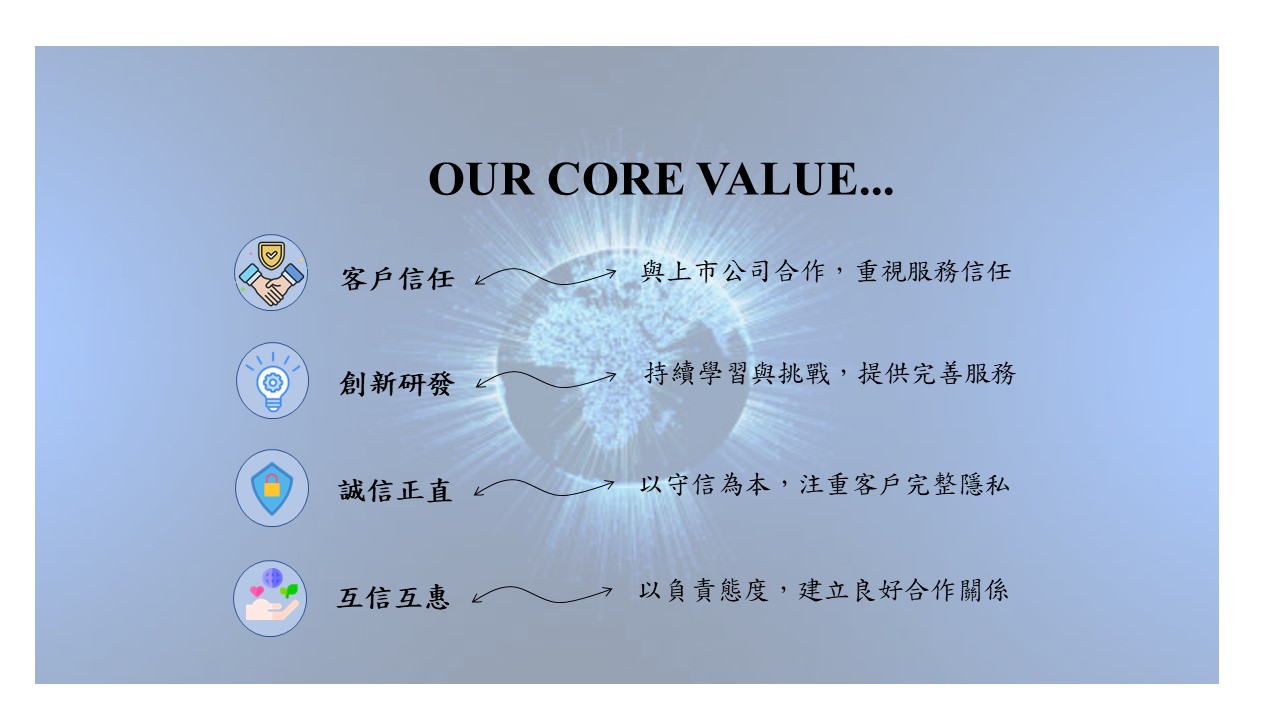 OUR CORE VALUE...
客戶信任
與上市公司合作，重視服務信任
創新研發
持續學習與挑戰，提供完善服務
誠信正直
以守信為本，注重客戶完整隱私
互信互惠
以負責態度，建立良好合作關係